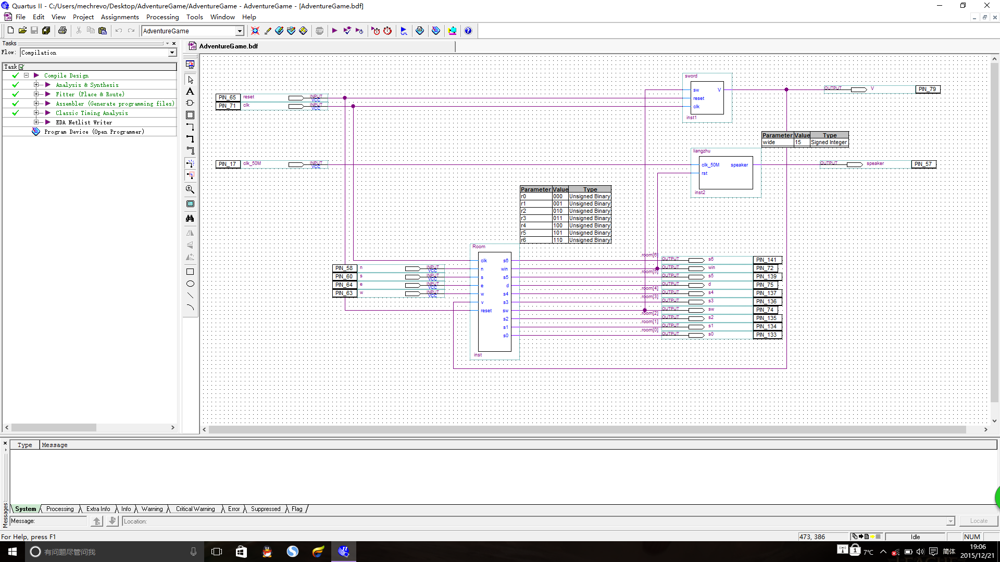 Quartus II - C:/Users/mechrevo/Desktop/AdventureGame/AdventureGame - AdventureGame - [AdventureGame.bdf]
File Edit View Project Assignments Processing Tools Window Help
AdventureGame
STOP
Tasks
Flow: Compilation
Task
Compile Design
Analysis & Synthesis
Fitter (Place & Route)
Assembler (Generate programming files)
Classic Timing Analysis
EDA Netlist Writer
Program Device (Open Programmer)
AdventureGame.bdf
sword
sw V
reset
clk
inst1
OUTPUT V PIN_79
PIN_65 reset INPUT VCC
PIN_71 clk INPUT VCC
Parameter Value Type
wide 15 Signed Integer
liangzhu
PIN_17 clk_50M INPUT VCC
clk_50M speaker
rst
inst2
OUTPUT speaker PIN_57
Parameter Value Type
r0 000 Unsigned Binary
r1 001 Unsigned Binary
r2 010 Unsigned Binary
r3 011 Unsigned Binary
r4 100 Unsigned Binary
r5 101 Unsigned Binary
r6 110 Unsigned Binary
Room
PIN_58 n INPUT VCC
PIN_60 s INPUT VCC
PIN_64 e INPUT VCC
PIN_63 w INPUT VCC
clk s6
n win
s s5
e d
w s4
v s3
reset sw
s2
s1
s0
inst
room[6] OUTPUT s6 PIN_141
OUTPUT win PIN_72
room[5] OUTPUT s5 PIN_139
OUTPUT d PIN_75
room[4] OUTPUT s4 PIN_137
room[3] OUTPUT s3 PIN_136
OUTPUT sw PIN_74
room[2] OUTPUT s2 PIN_135
room[1] OUTPUT s1 PIN_134
room[0] OUTPUT s0 PIN_133
Type Message
System Processing Extra Info Info Warning Critical Warning Error Suppressed Flag
Messages
Message: Location: Locate
For Help, press F1 473, 386 Idle NUM
有问题尽管问我
1 7℃ 简体 19:06
2015/12/21